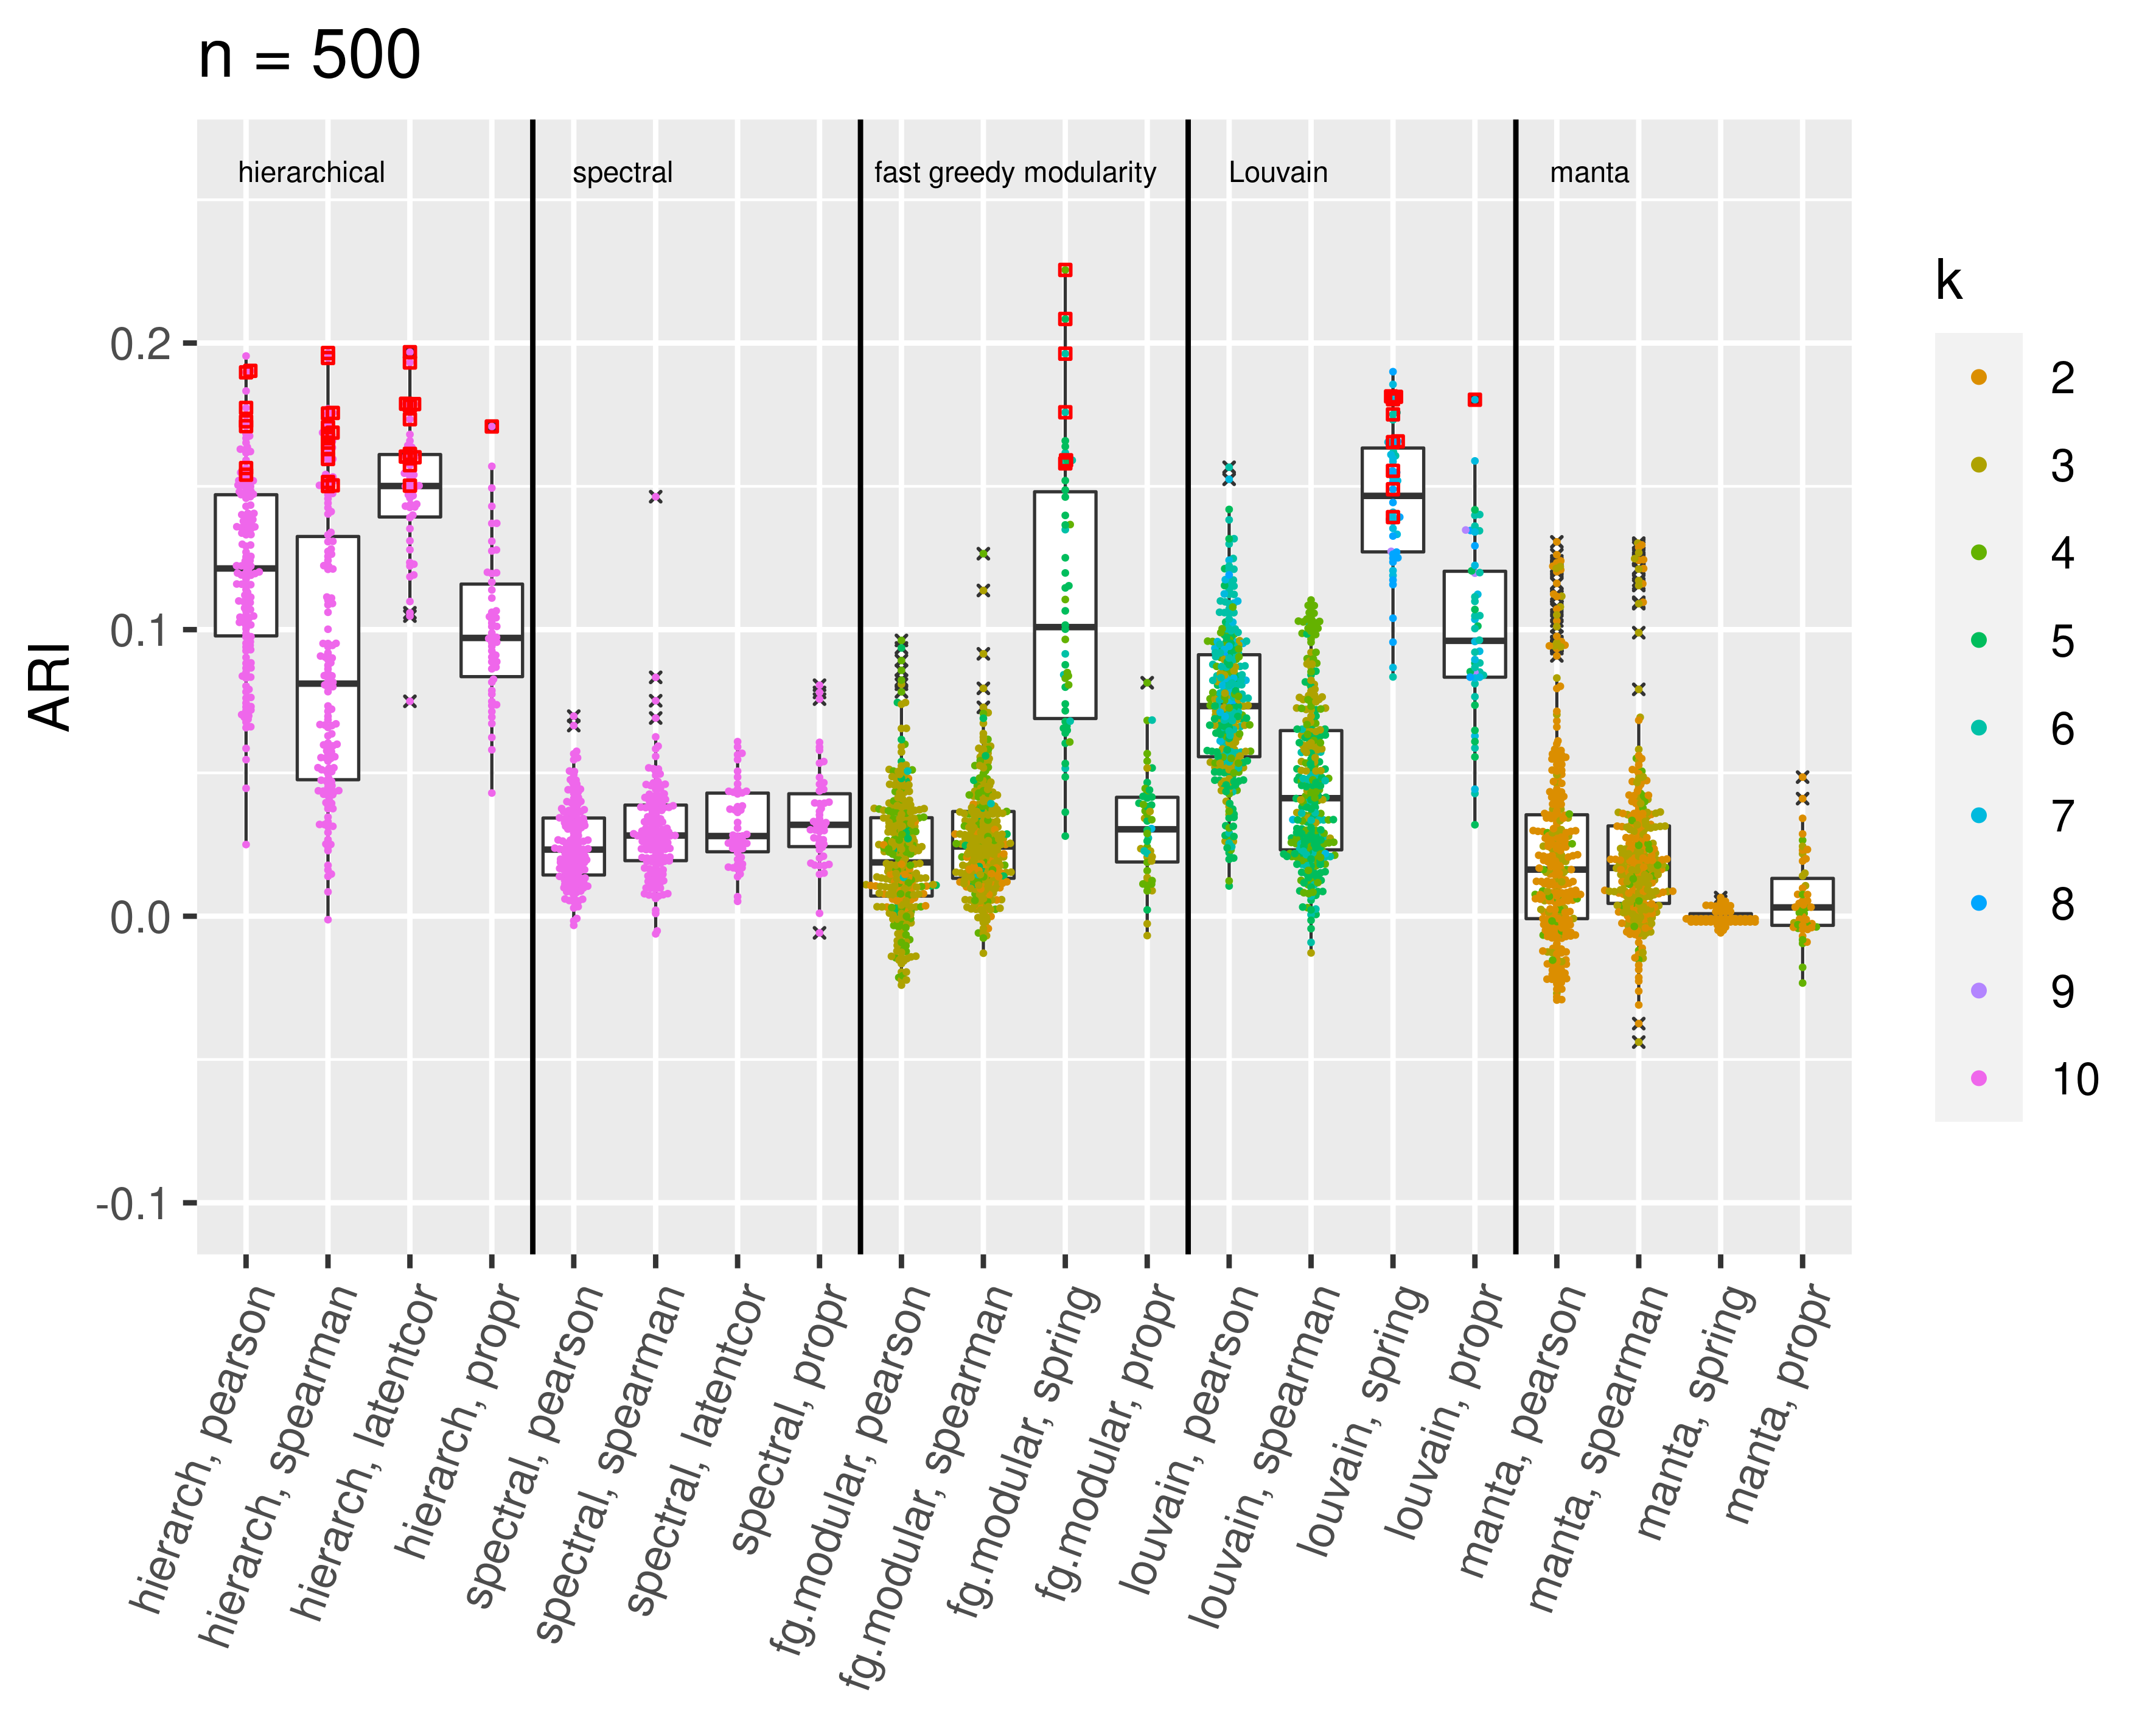 n = 500
hierarchical
spectral
fast greedy modularity
Louvain
manta
ARI
0.2
0.1
0.0
-0.1
hierarch, pearson
hierarch, spearman
hierarch, latentcor
hierarch, propr
spectral, pearson
spectral, spearman
spectral, latentcor
spectral, propr
fg.modular, pearson
fg.modular, spearman
fg.modular, spring
fg.modular, propr
louvain, pearson
louvain, spearman
louvain, spring
louvain, propr
manta, pearson
manta, spearman
manta, spring
manta, propr
k
2
3
4
5
6
7
8
9
10